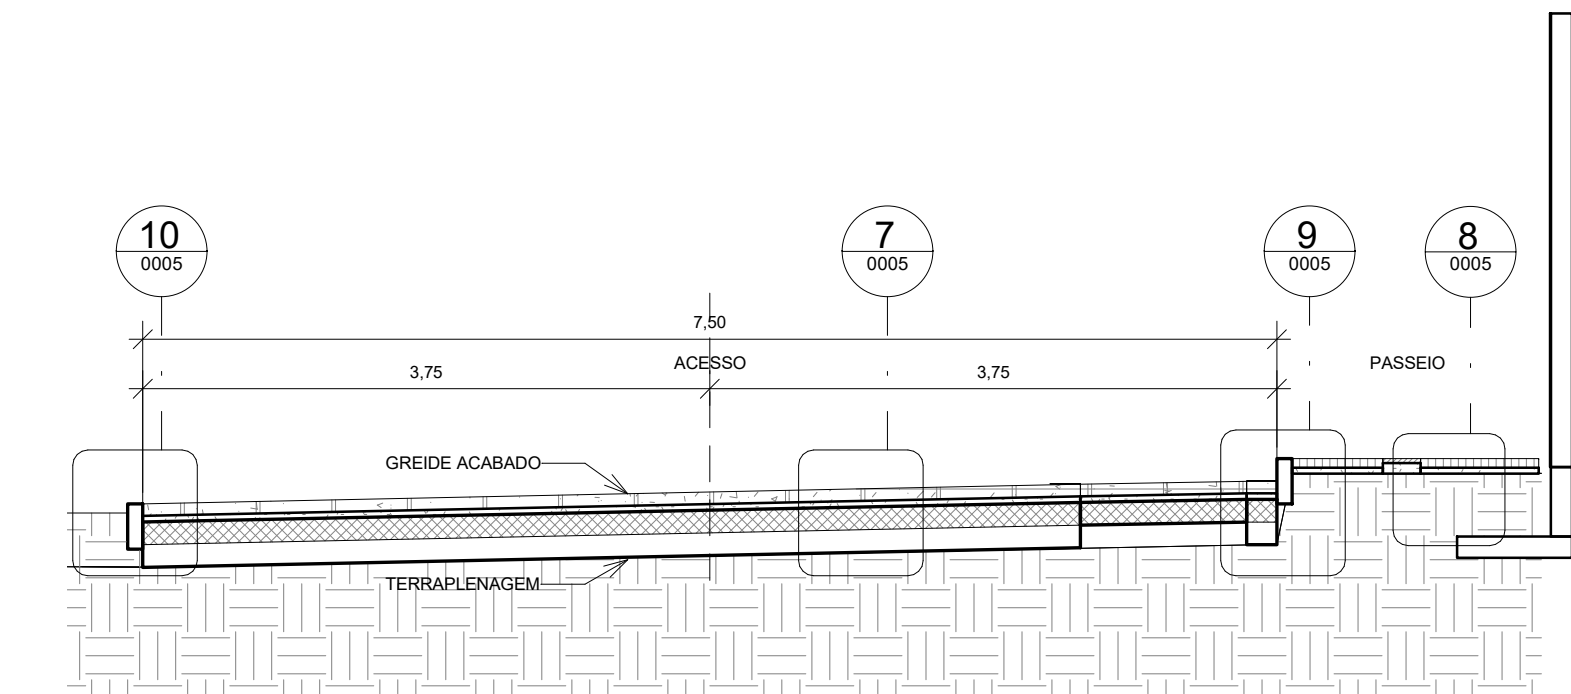 10
0005
7
0005
9
0005
8
0005
7,50
ACESSO
PASSEIO
3,75
3,75
GREIDE ACABADO
TERRAPLENAGEM